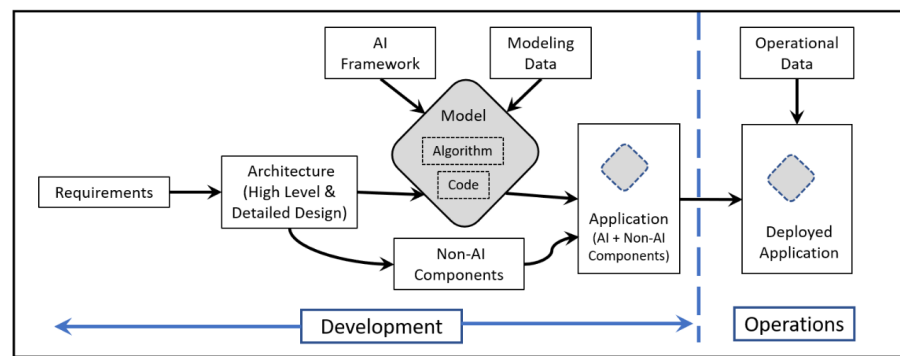 AI
Framework
Modeling
Data
Operational
Data
Model
Algorithm
Code
Requirements
Architecture
(High Level &
Detailed Design)
Non-AI
Components
Application
(AI + Non-AI
Components)
Deployed
Application
Development
Operations